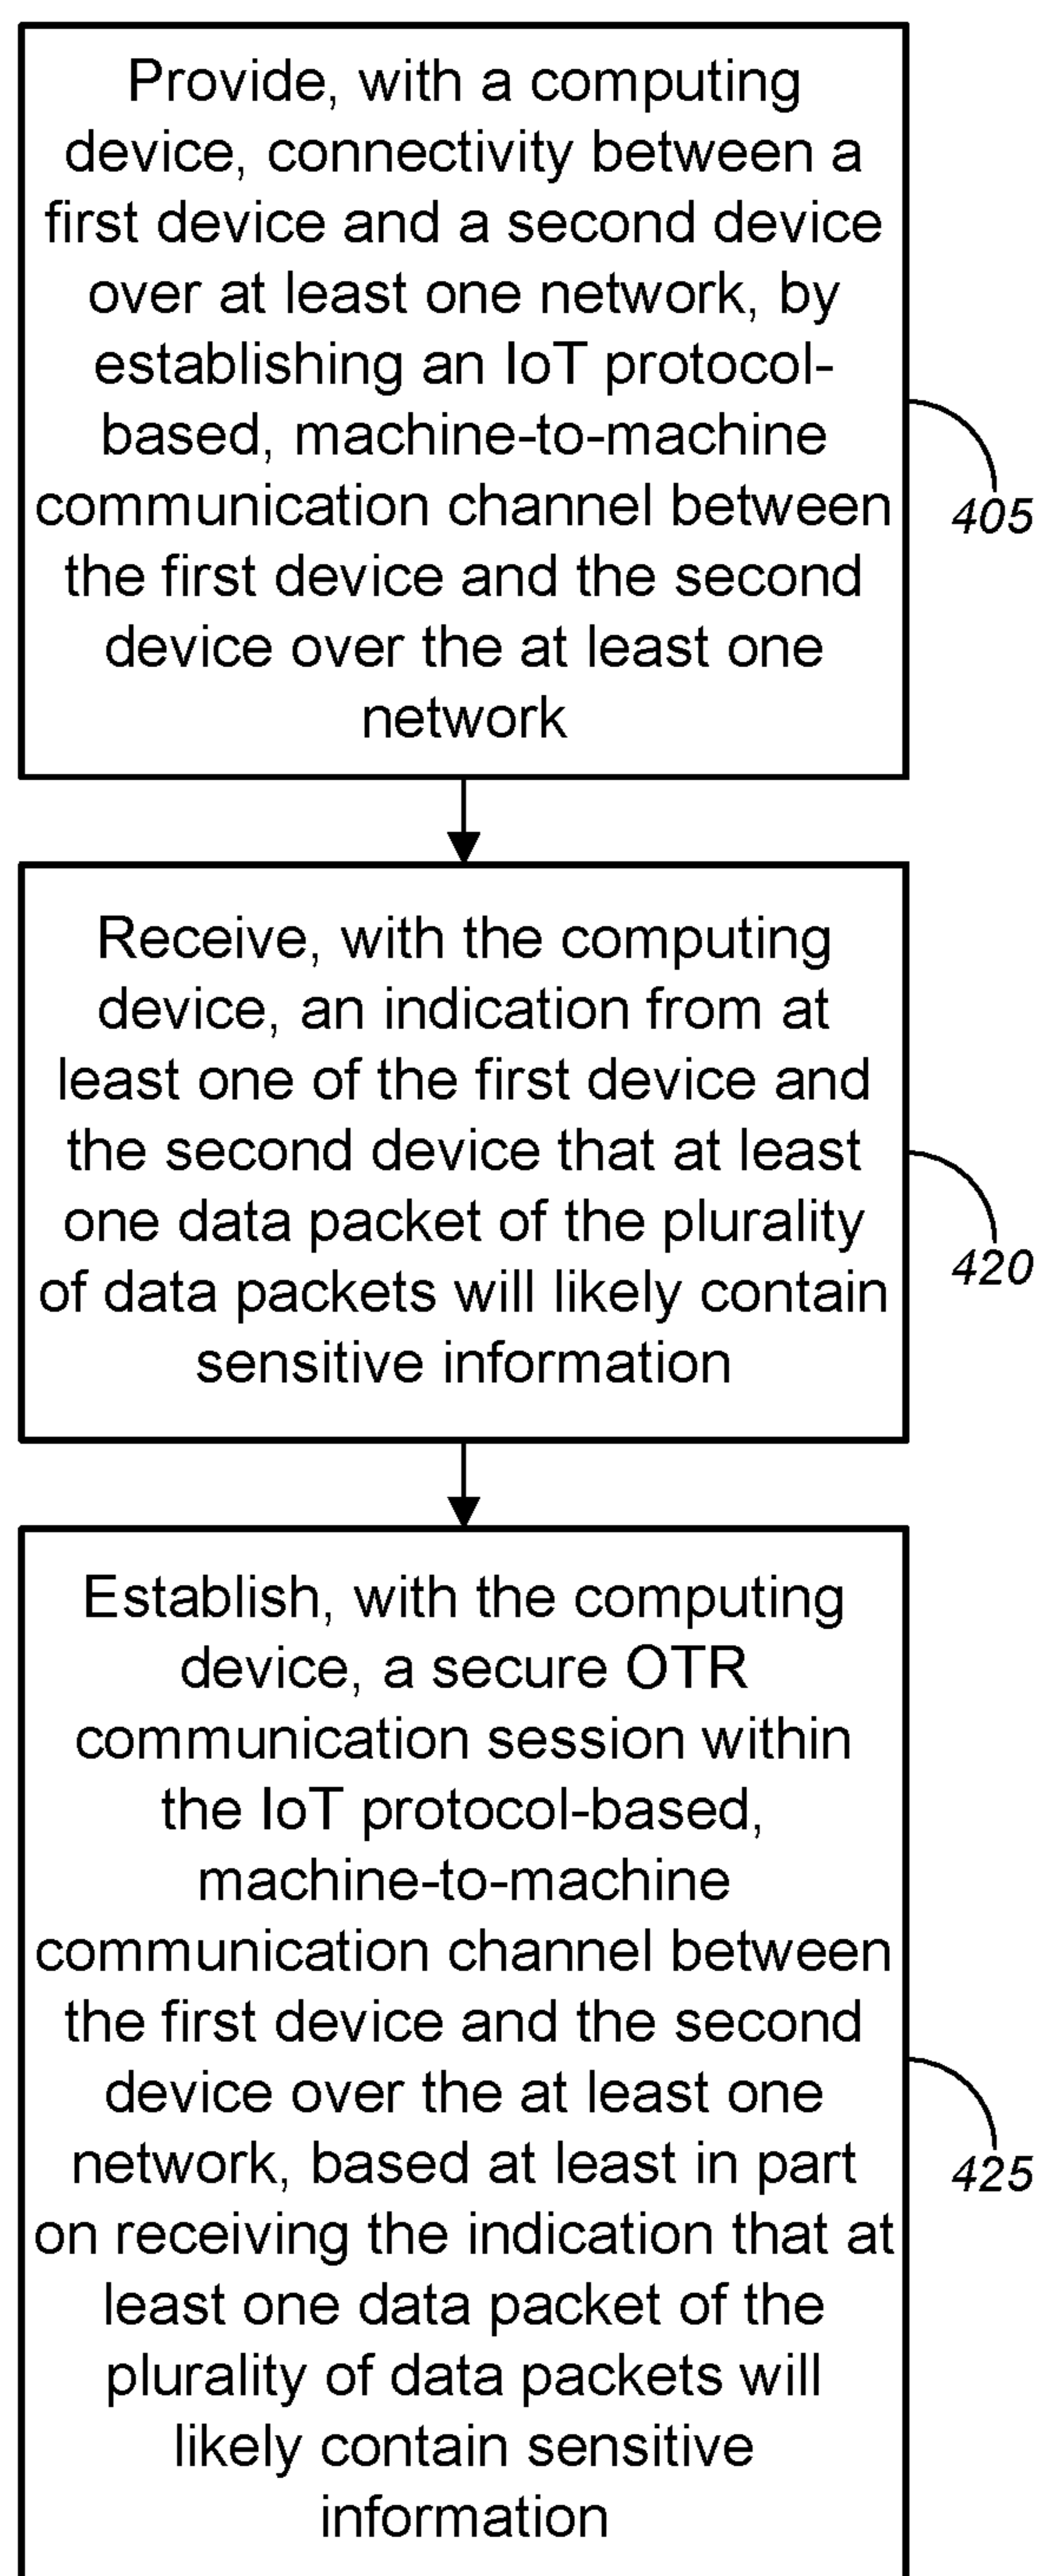 Provide, with a computing
device, connectivity between a
first device and a second device
over at least one network, by
establishing an IoT protocol-
based, machine-to-machine
communication channel between
the first device and the second
device over the at least one
network
405
Receive, with the computing
device, an indication from at
least one of the first device and
the second device that at least
one data packet of the plurality
of data packets will likely contain
sensitive information
420
Establish, with the computing
device, a secure OTR
communication session within
the IoT protocol-based,
machine-to-machine
communication channel between
the first device and the second
device over the at least one
network, based at least in part
on receiving the indication that at
least one data packet of the
plurality of data packets will
likely contain sensitive
information
425